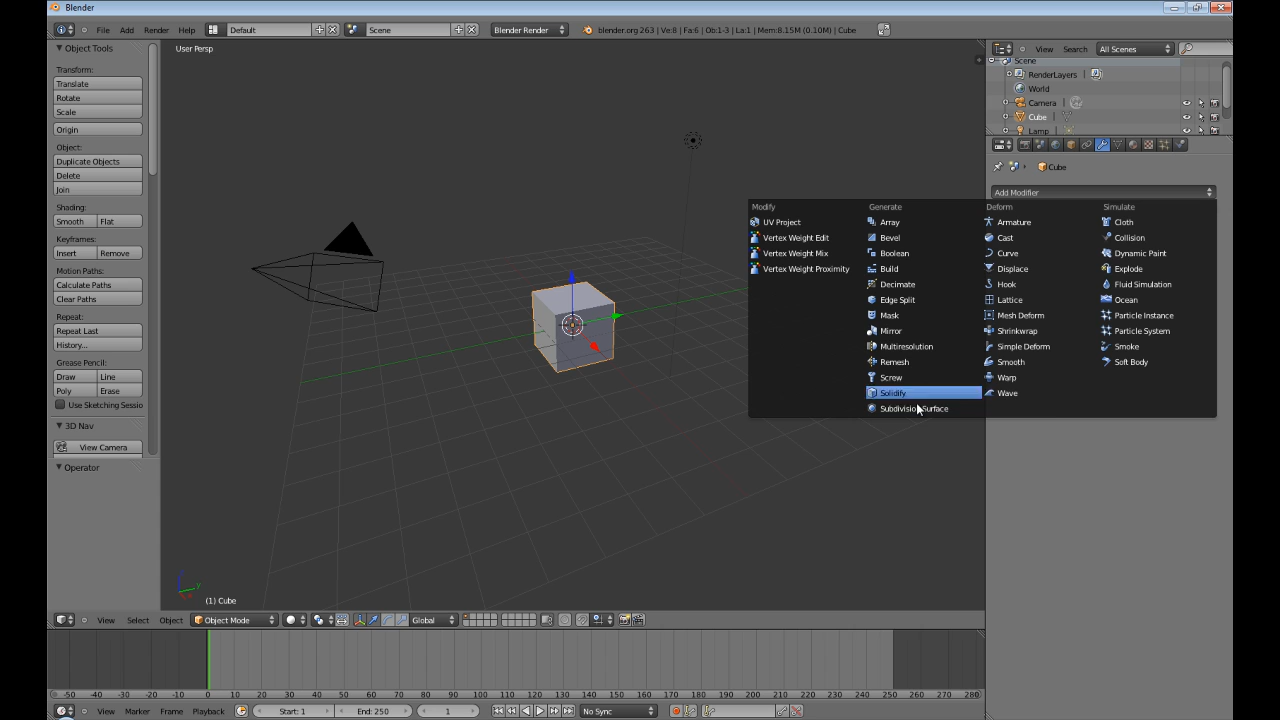 Blender
File Add Render Help Default Scene Blender Render blender.org 263 | Ve:8 | Fa:6 | Ob:1-3 | La:1 | Mem:8.15M (0.10M) | Cube View Search All Scenes
Object Tools
Transform:
Translate
Rotate
Scale
Origin
Object:
Duplicate Objects
Delete
Join
Shading:
Smooth Flat
Keyframes:
Insert Remove
Motion Paths:
Calculate Paths
Clear Paths
Repeat:
Repeat Last
History...
Grease Pencil:
Draw Line
Poly Erase
Use Sketching Sessio
3D Nav
View Camera
Operator
User Persp
(1) Cube
Scene
RenderLayers
World
Camera
Cube
Lamp
Cube
Add Modifier
Modify
UV Project
Vertex Weight Edit
Vertex Weight Mix
Vertex Weight Proximity
Generate
Array
Bevel
Boolean
Build
Decimate
Edge Split
Mask
Mirror
Multiresolution
Remesh
Screw
Solidify
Subdivision Surface
Deform
Armature
Cast
Curve
Displace
Hook
Lattice
Mesh Deform
Shrinkwrap
Simple Deform
Smooth
Warp
Wave
Simulate
Cloth
Collision
Dynamic Paint
Explode
Fluid Simulation
Ocean
Particle Instance
Particle System
Smoke
Soft Body
View Select Object Object Mode Global
-50 -40 -30 -20 -10 0 10 20 30 40 50 60 70 80 90 100 110 120 130 140 150 160 170 180 190 200 210 220 230 240 250 260 270 280
View Marker Frame Playback Start: 1 End: 250 1 No Sync